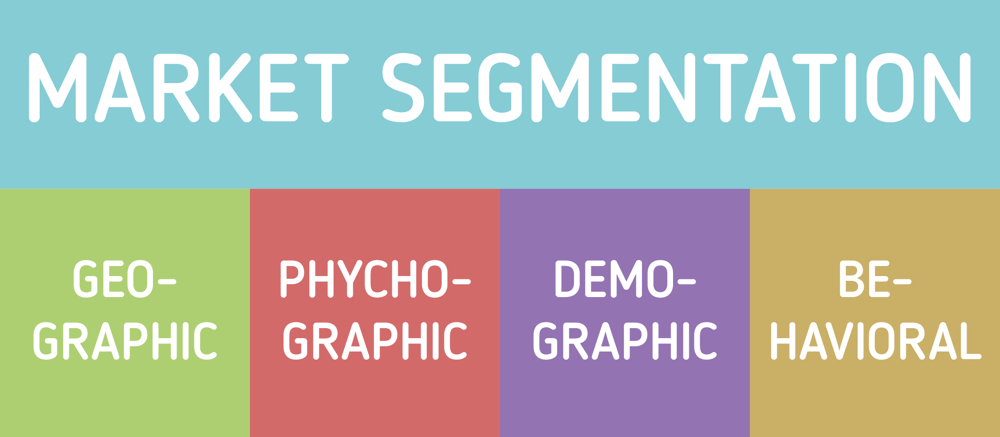 MARKET SEGMENTATION
GEO-
GRAPHIC
PHYCHO-
GRAPHIC
DEMO-
GRAPHIC
BE-
HAVIORAL